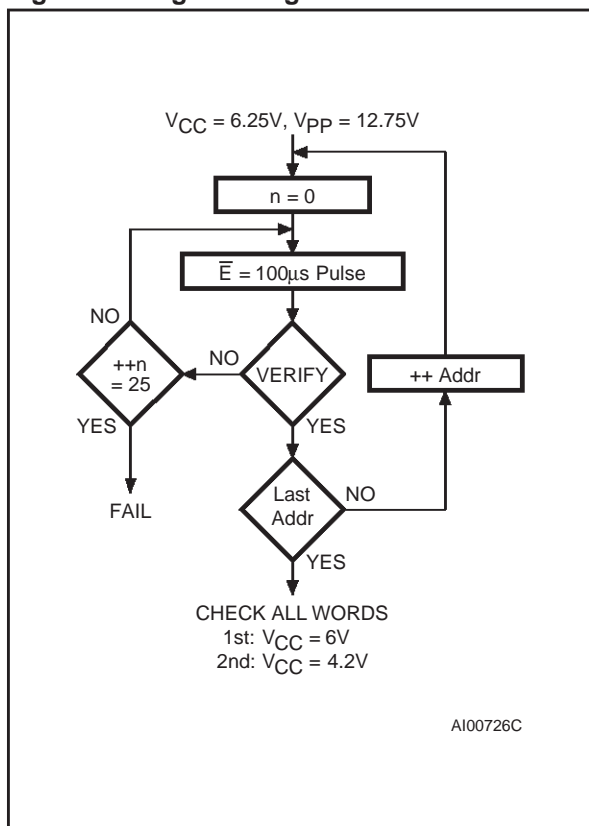 V_CC = 6.25V, V_PP = 12.75V
n = 0
E̅ = 100μs Pulse
NO
++n
= 25
NO
VERIFY
++ Addr
YES
YES
Last
Addr
NO
FAIL
YES
CHECK ALL WORDS
1st: V_CC = 6V
2nd: V_CC = 4.2V
AI00726C